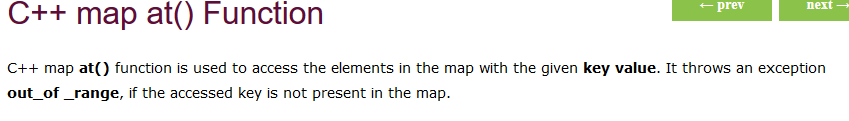 C++ map at() Function
← prev next →
C++ map at() function is used to access the elements in the map with the given key value. It throws an exception
out_of _range, if the accessed key is not present in the map.